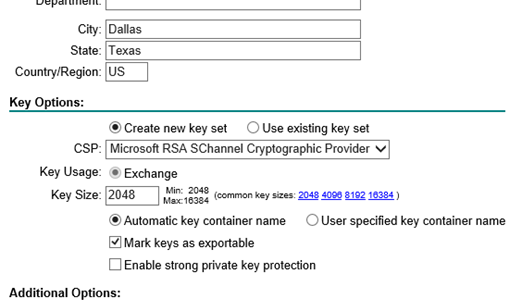 Department:
City: Dallas
State: Texas
Country/Region: US
Key Options:
Create new key set Use existing key set
CSP: Microsoft RSA SChannel Cryptographic Provider
Key Usage: Exchange
Key Size: 2048 Min: 2048 Max:16384 (common key sizes: 2048 4096 8192 16384 )
Automatic key container name User specified key container name
Mark keys as exportable
Enable strong private key protection
Additional Options: